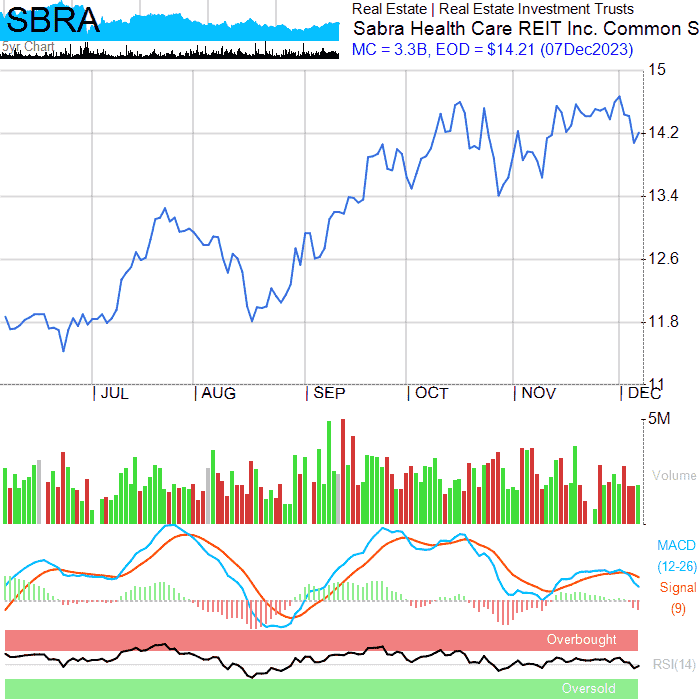 SBRA
5yr Chart
Real Estate | Real Estate Investment Trusts
Sabra Health Care REIT Inc. Common S
MC = 3.3B, EOD = $14.21 (07Dec2023)
15
14.2
13.4
12.6
11.8
11
JUL AUG SEP OCT NOV DEC
5M
Volume
MACD
(12-26)
Signal
(9)
Overbought
RSI(14)
Oversold